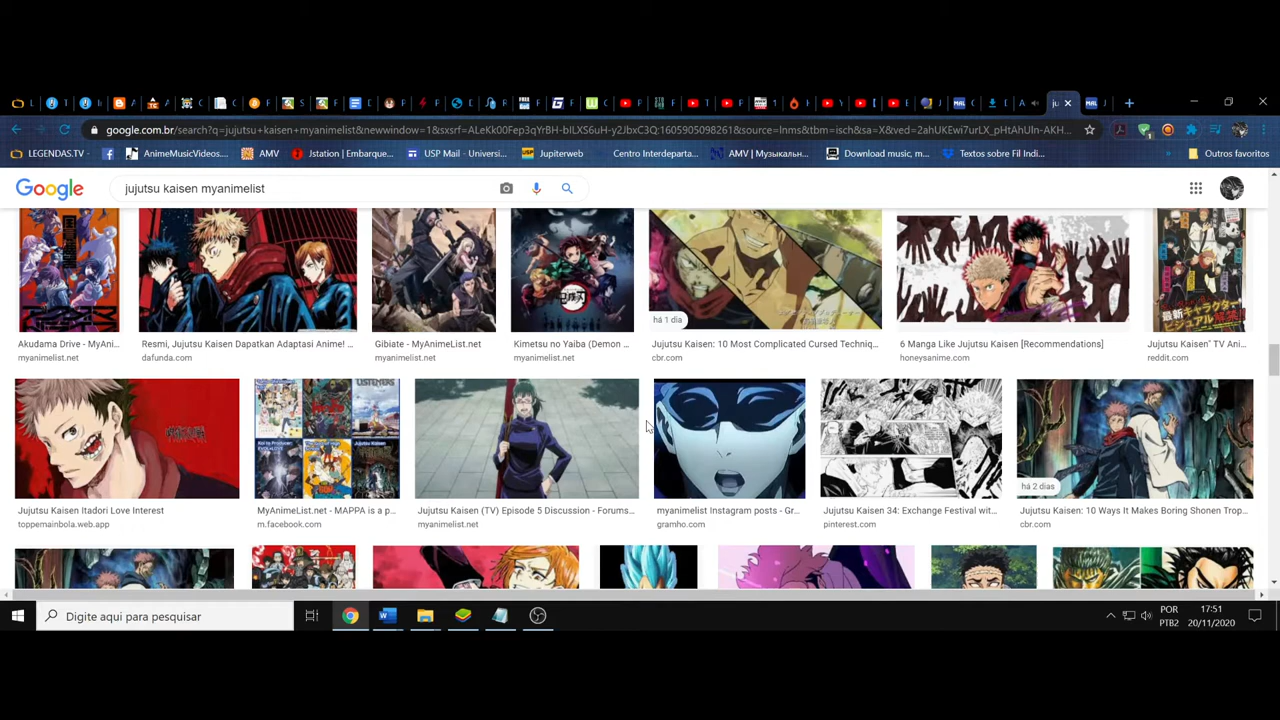 google.com.br/search?q=jujutsu+kaisen+myanimelist&newwindow=1&sxsrf=ALeKk00Fep3qYrBH-bILXS6uH-y2JbxC3Q:1605905098261&source=lnms&tbm=isch&sa=X&ved=2ahUKEwi7urLX_pHtAhUln-AKH...
LEGENDAS.TV
AnimeMusicVideos...
AMV
Jstation | Embarque...
USP Mail - Universi...
Jupiterweb
Centro Interdeparta...
AMV | Музыкальн...
Download music, m...
Textos sobre Fil Indi...
Outros favoritos
Google
jujutsu kaisen myanimelist
há 1 dia
Akudama Drive - MyAni...
Resmi, Jujutsu Kaisen Dapatkan Adaptasi Anime! ...
Gibiate - MyAnimeList.net
Kimetsu no Yaiba (Demon ...
Jujutsu Kaisen: 10 Most Complicated Cursed Techniq...
6 Manga Like Jujutsu Kaisen [Recommendations]
Jujutsu Kaisen" TV Ani...
myanimelist.net
dafunda.com
myanimelist.net
myanimelist.net
cbr.com
honeysanime.com
reddit.com
LISTENERS
há 2 dias
Jujutsu Kaisen Itadori Love Interest
MyAnimeList.net - MAPPA is a p...
Jujutsu Kaisen (TV) Episode 5 Discussion - Forums...
myanimelist Instagram posts - Gr...
Jujutsu Kaisen 34: Exchange Festival wit...
Jujutsu Kaisen: 10 Ways It Makes Boring Shonen Trop...
toppemainbola.web.app
m.facebook.com
myanimelist.net
gramho.com
pinterest.com
cbr.com
Digite aqui para pesquisar
POR
PTB2
17:51
20/11/2020